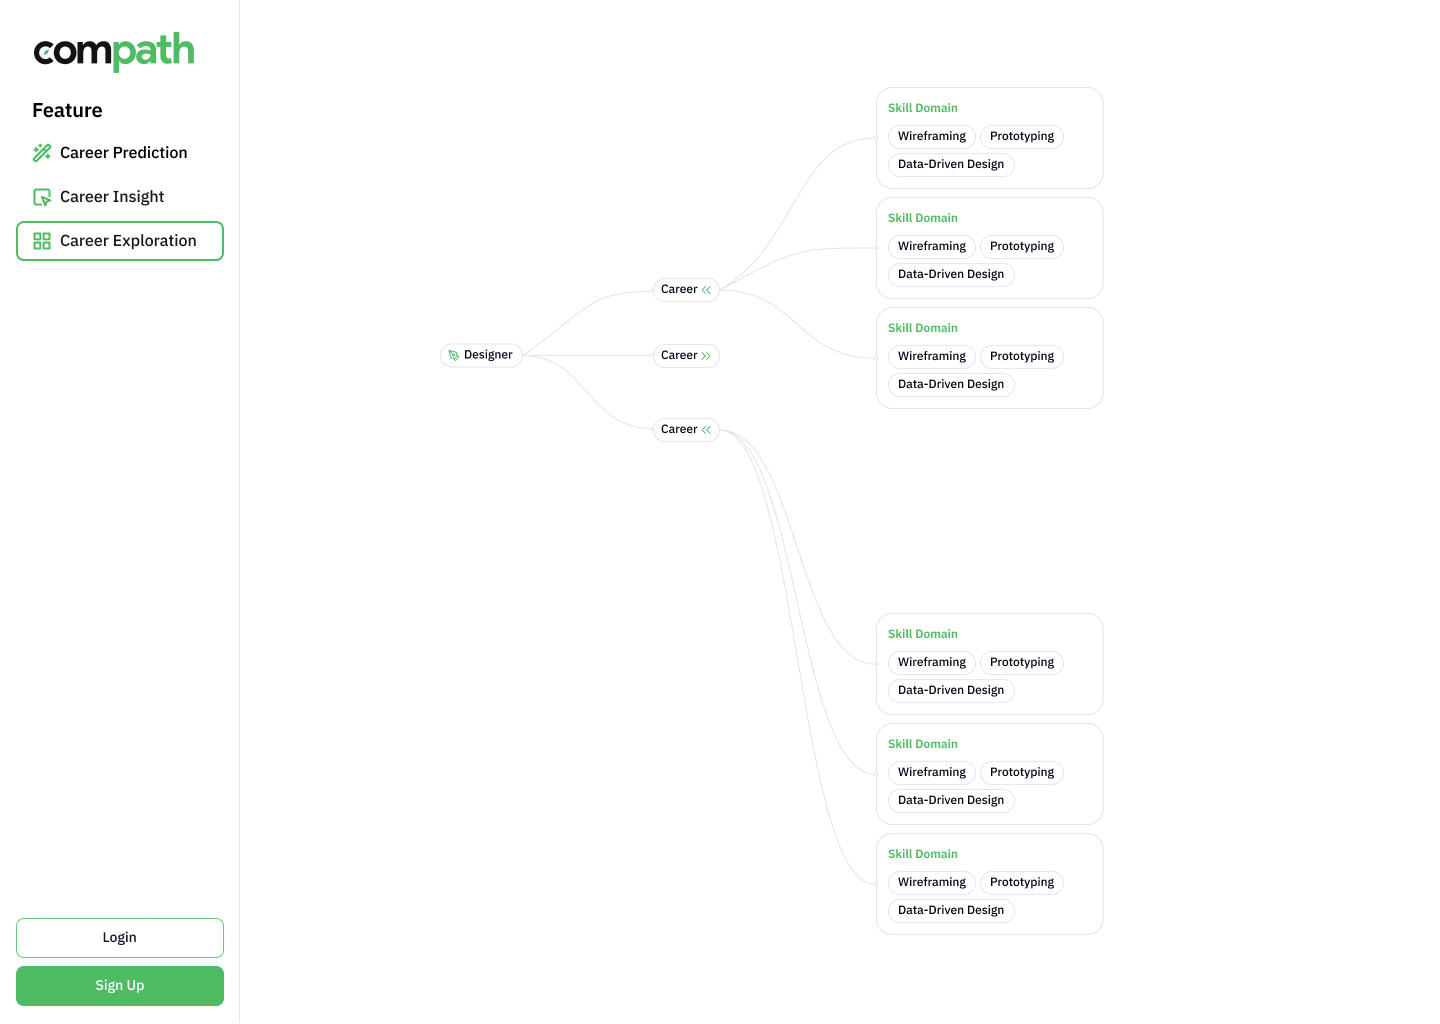 compath
Feature
Career Prediction
Career Insight
Career Exploration
Login
Sign Up
Designer
Career
Career
Career
Skill Domain
Wireframing Prototyping
Data-Driven Design
Skill Domain
Wireframing Prototyping
Data-Driven Design
Skill Domain
Wireframing Prototyping
Data-Driven Design
Skill Domain
Wireframing Prototyping
Data-Driven Design
Skill Domain
Wireframing Prototyping
Data-Driven Design
Skill Domain
Wireframing Prototyping
Data-Driven Design